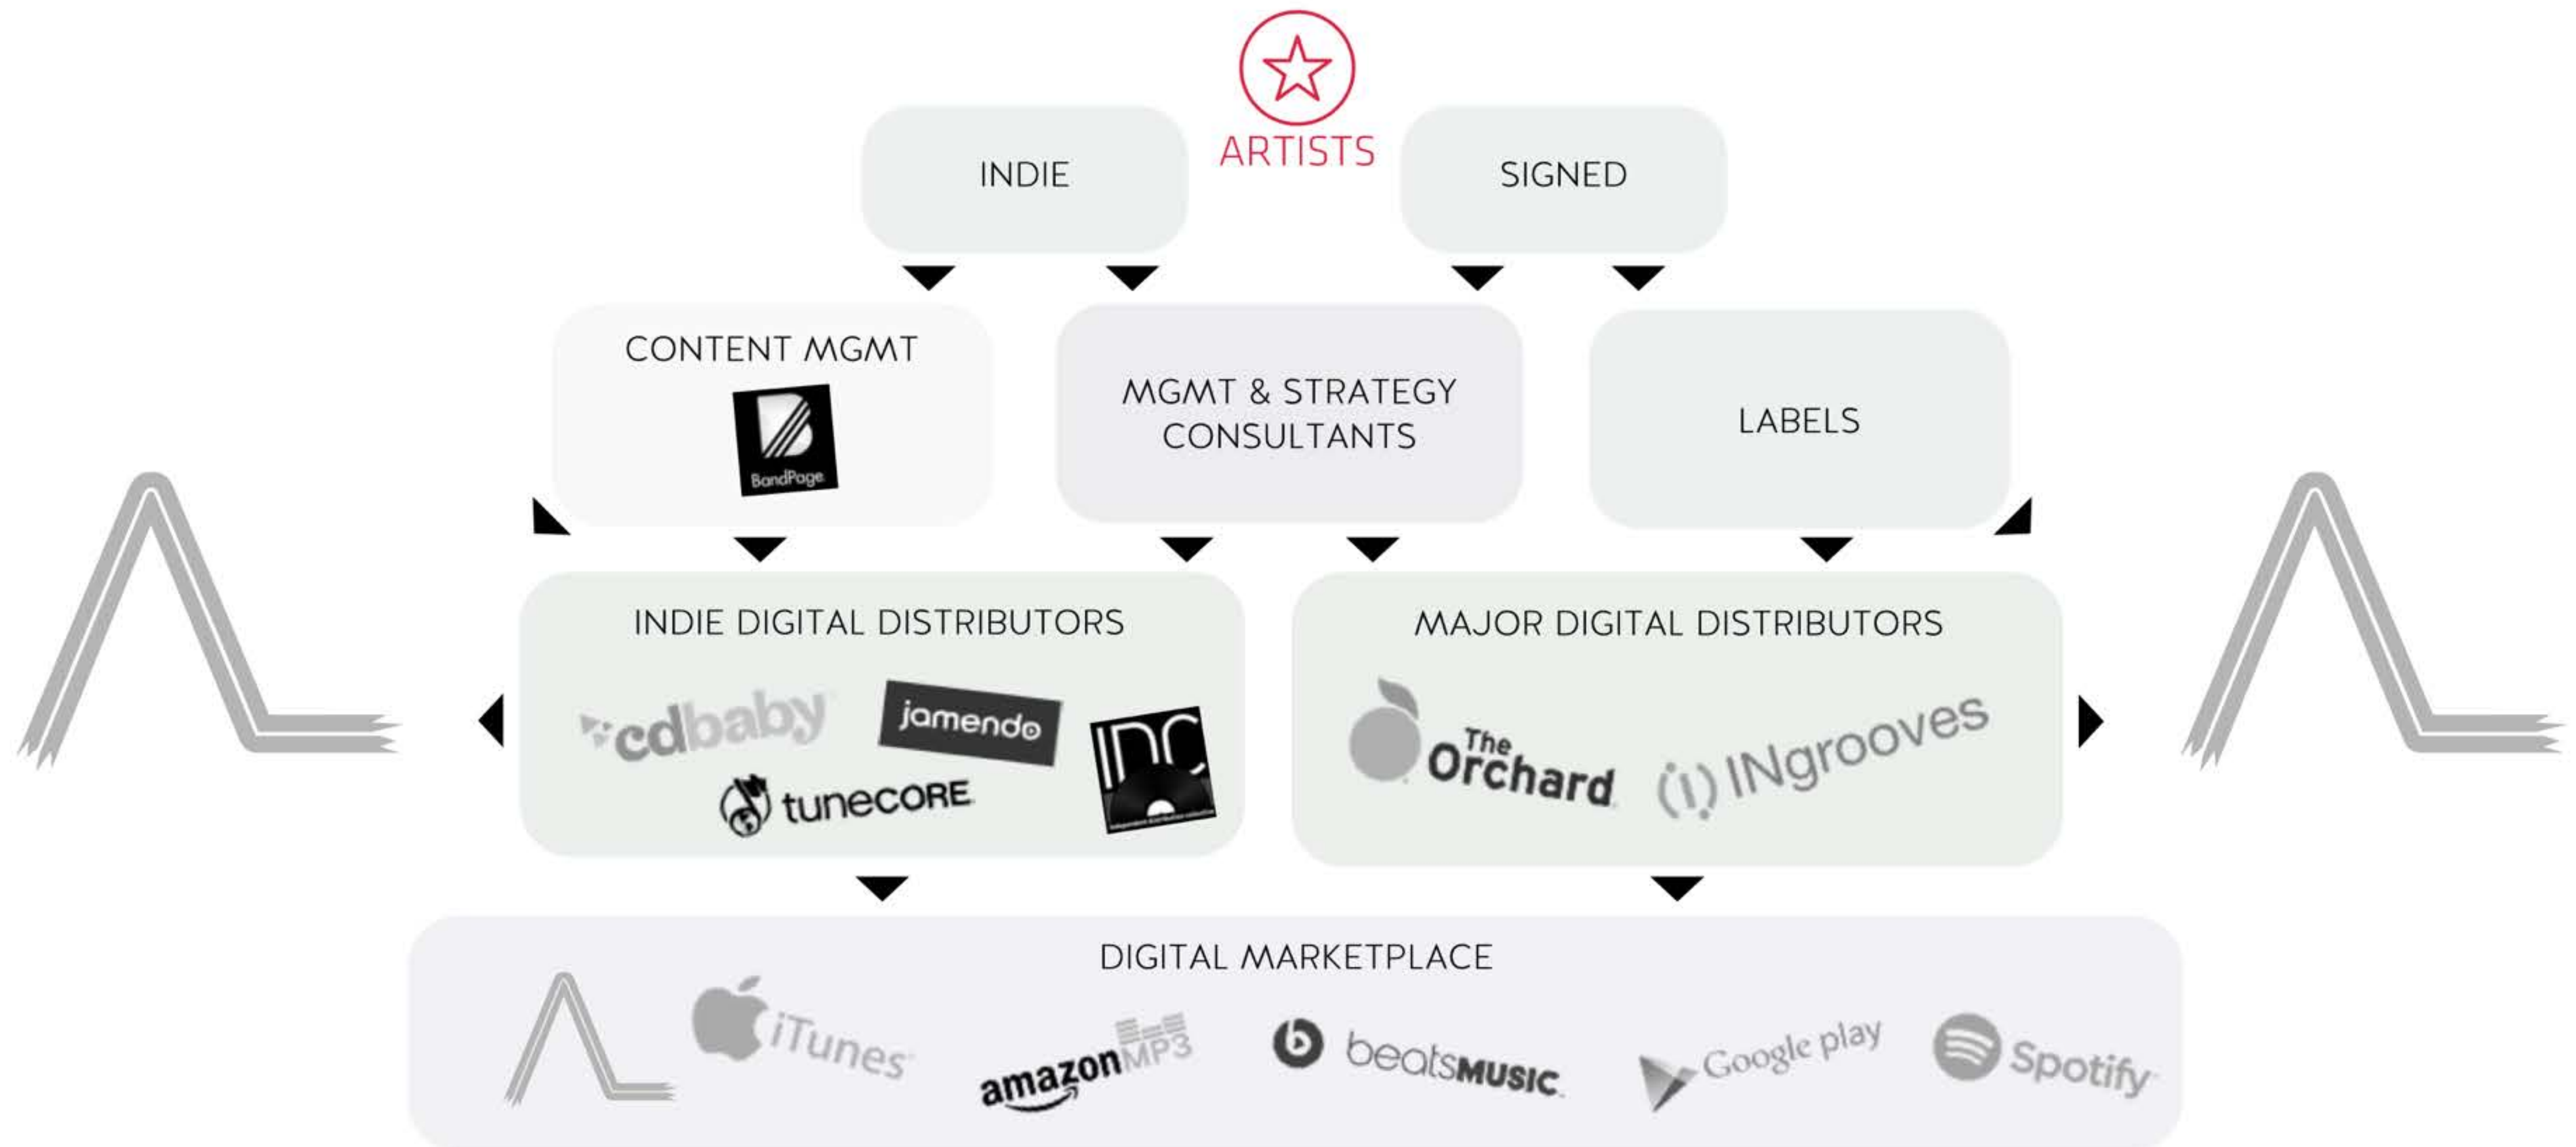 ARTISTS
INDIE
SIGNED
CONTENT MGMT
BandPage
MGMT & STRATEGY
CONSULTANTS
LABELS
INDIE DIGITAL DISTRIBUTORS
cdbaby
jamendo
tunecore
INC
MAJOR DIGITAL DISTRIBUTORS
The
Orchard
INgrooves
DIGITAL MARKETPLACE
iTunes
amazonMP3
beatsMUSIC
Google play
Spotify